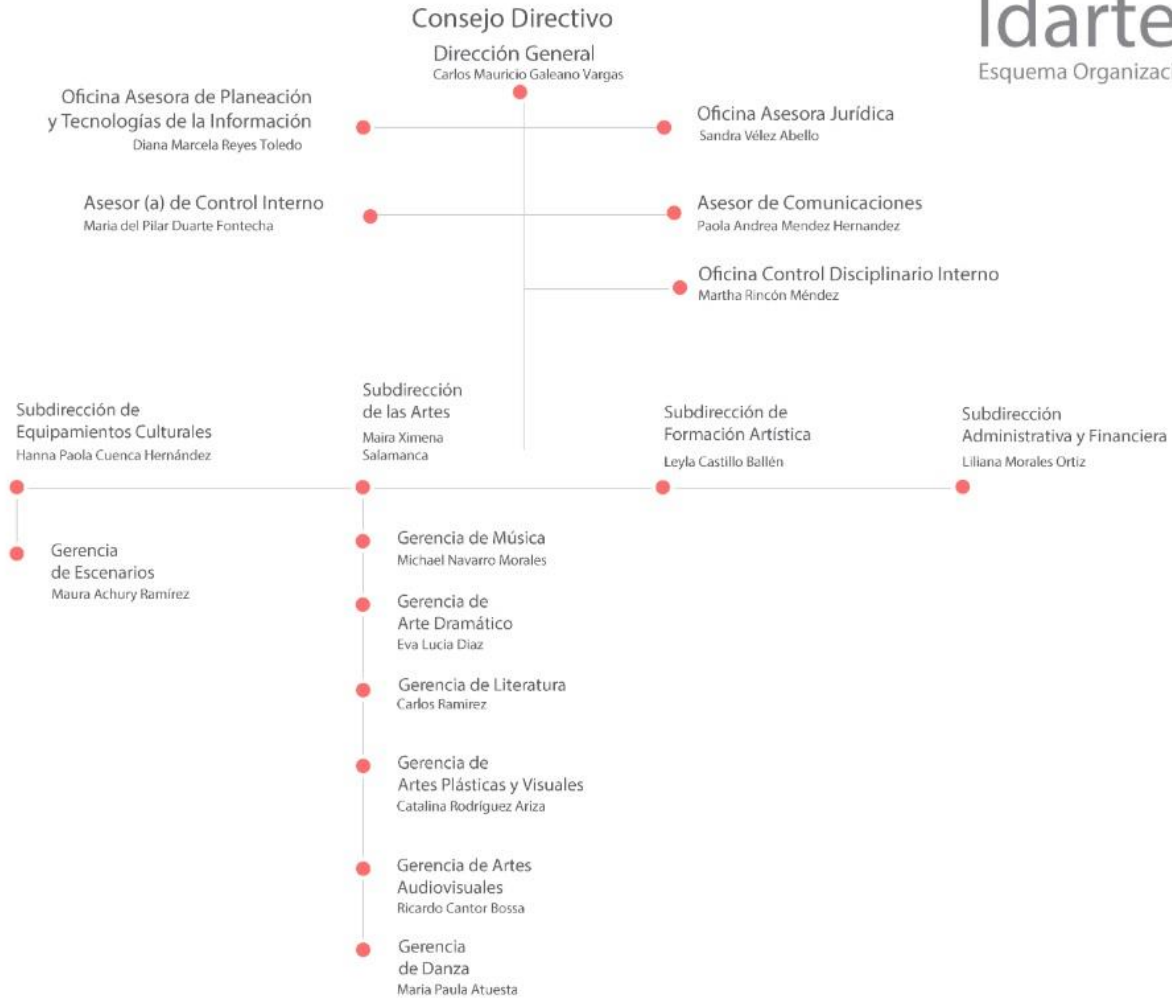 Consejo Directivo
Dirección General
Carlos Mauricio Galeano Vargas
Idarte
Esquema Organizaci
Oficina Asesora de Planeación
y Tecnologías de la Información
Diana Marcela Reyes Toledo
Oficina Asesora Jurídica
Sandra Vélez Abello
Asesor (a) de Control Interno
Maria del Pilar Duarte Fontecha
Asesor de Comunicaciones
Paola Andrea Mendez Hernandez
Oficina Control Disciplinario Interno
Martha Rincón Méndez
Subdirección de
Equipamientos Culturales
Hanna Paola Cuenca Hernández
Subdirección
de las Artes
Maira Ximena
Salamanca
Subdirección de
Formación Artística
Leyla Castillo Ballén
Subdirección
Administrativa y Financiera
Liliana Morales Ortiz
Gerencia
de Escenarios
Maura Achury Ramírez
Gerencia de Música
Michael Navarro Morales
Gerencia de
Arte Dramático
Eva Lucia Diaz
Gerencia de Literatura
Carlos Ramirez
Gerencia de
Artes Plásticas y Visuales
Catalina Rodríguez Ariza
Gerencia de Artes
Audiovisuales
Ricardo Cantor Bossa
Gerencia
de Danza
Maria Paula Atuesta